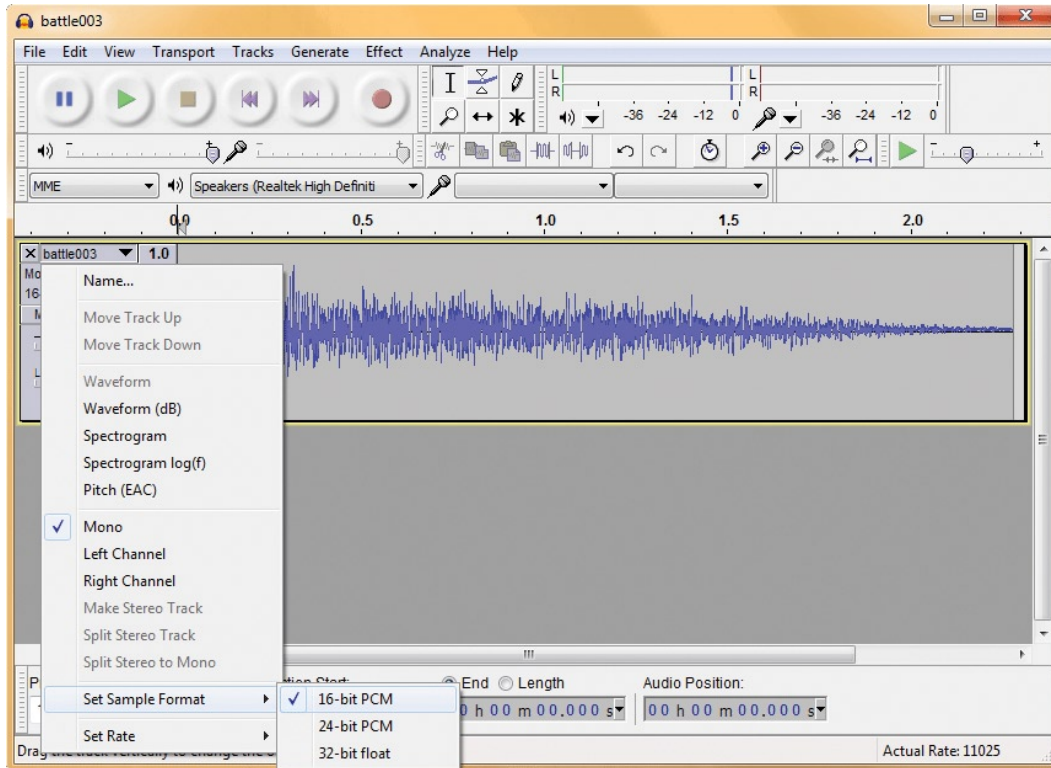 battle003
File Edit View Transport Tracks Generate Effect Analyze Help
L L
R R
-36 -24 -12 0 -36 -24 -12 0
MME Speakers (Realtek High Definiti
0.0 0.5 1.0 1.5 2.0
battle003 1.0
Mo
16-
Name...
Move Track Up
Move Track Down
Waveform
Waveform (dB)
Spectrogram
Spectrogram log(f)
Pitch (EAC)
Mono
Left Channel
Right Channel
Make Stereo Track
Split Stereo Track
Split Stereo to Mono
End Length Audio Position:
Set Sample Format 16-bit PCM 0 h 00 m 00.000 s 00 h 00 m 00.000 s
24-bit PCM
Set Rate 32-bit float
Actual Rate: 11025